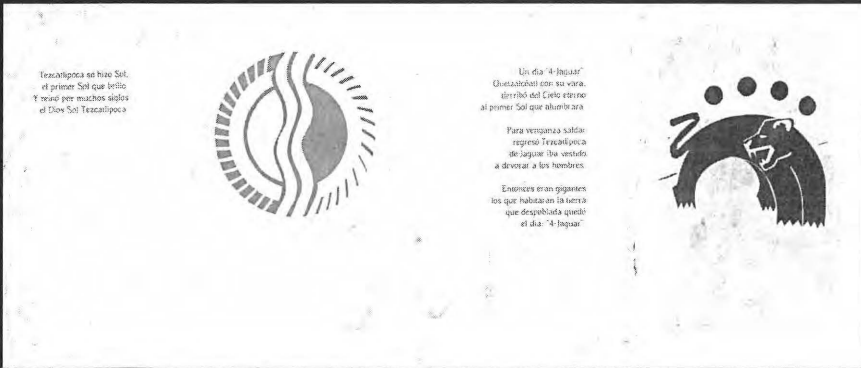 Tezcatlipoca se hizo Sol,
el primer Sol que brilló
Y reinó por muchos siglos
el Dios Sol Tezcatlipoca
Un día "4-Jaguar"
Quetzalcóatl con su vara,
derribó del Cielo eterno
al primer Sol que alumbrara.
Para venganza saldar
regresó Tezcatlipoca
de jaguar iba vestido
a devorar a los hombres.
Entonces eran gigantes
los que habitaran la tierra
que despoblada quedó
el día: "4-Jaguar"